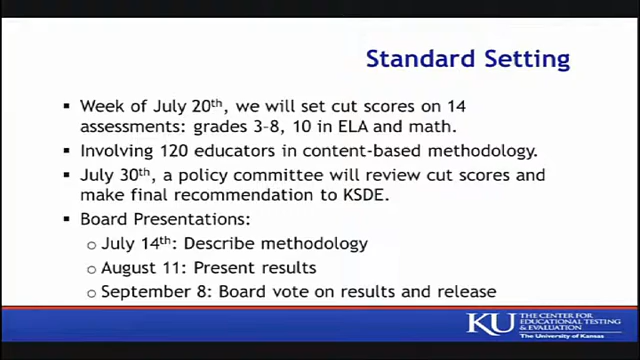 Standard Setting
▪ Week of July 20th, we will set cut scores on 14
assessments: grades 3–8, 10 in ELA and math.
▪ Involving 120 educators in content-based methodology.
▪ July 30th, a policy committee will review cut scores and
make final recommendation to KSDE.
▪ Board Presentations:
o July 14th: Describe methodology
o August 11: Present results
o September 8: Board vote on results and release
KU THE CENTER FOR
EDUCATIONAL TESTING
& EVALUATION
The University of Kansas